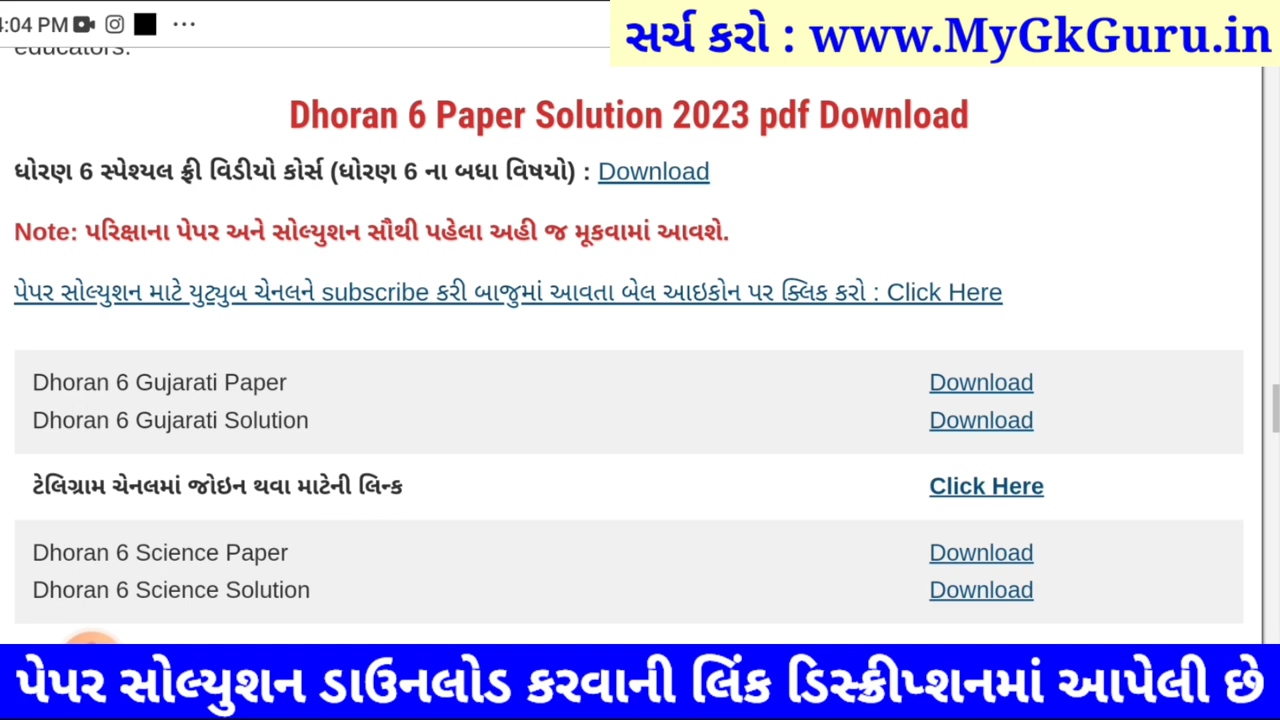 4:04 PM
સર્ચ કરો : www.MyGkGuru.in
educators.
Dhoran 6 Paper Solution 2023 pdf Download
ધોરણ 6 સ્પેશ્યલ ફ્રી વિડીયો કોર્સ (ધોરણ 6 ના બધા વિષયો) : Download
Note: પરિક્ષાના પેપર અને સોલ્યુશન સૌથી પહેલા અહી જ મૂકવામાં આવશે.
પેપર સોલ્યુશન માટે યુટ્યુબ ચેનલને subscribe કરી બાજુમાં આવતા બેલ આઇકોન પર ક્લિક કરો : Click Here
Dhoran 6 Gujarati Paper Download
Dhoran 6 Gujarati Solution Download
ટેલિગ્રામ ચેનલમાં જોઇન થવા માટેની લિન્ક Click Here
Dhoran 6 Science Paper Download
Dhoran 6 Science Solution Download
પેપર સોલ્યુશન ડાઉનલોડ કરવાની લિંક ડિસ્ક્રીપ્શનમાં આપેલી છે